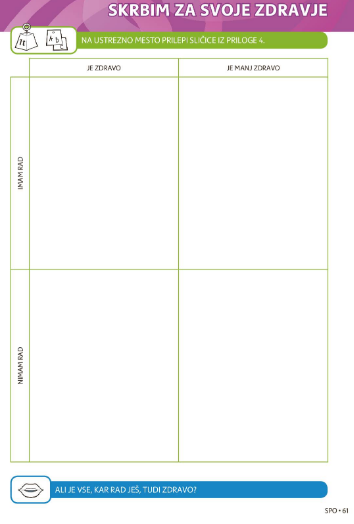 SKRBIM ZA SVOJE ZDRAVJE
NA USTREZNO MESTO PRILEPI SLIČICE IZ PRILOGE 4.
JE ZDRAVO
JE MANJ ZDRAVO
IMAM RAD
NIMAM RAD
ALI JE VSE, KAR RAD JEŠ, TUDI ZDRAVO?
SPO • 61